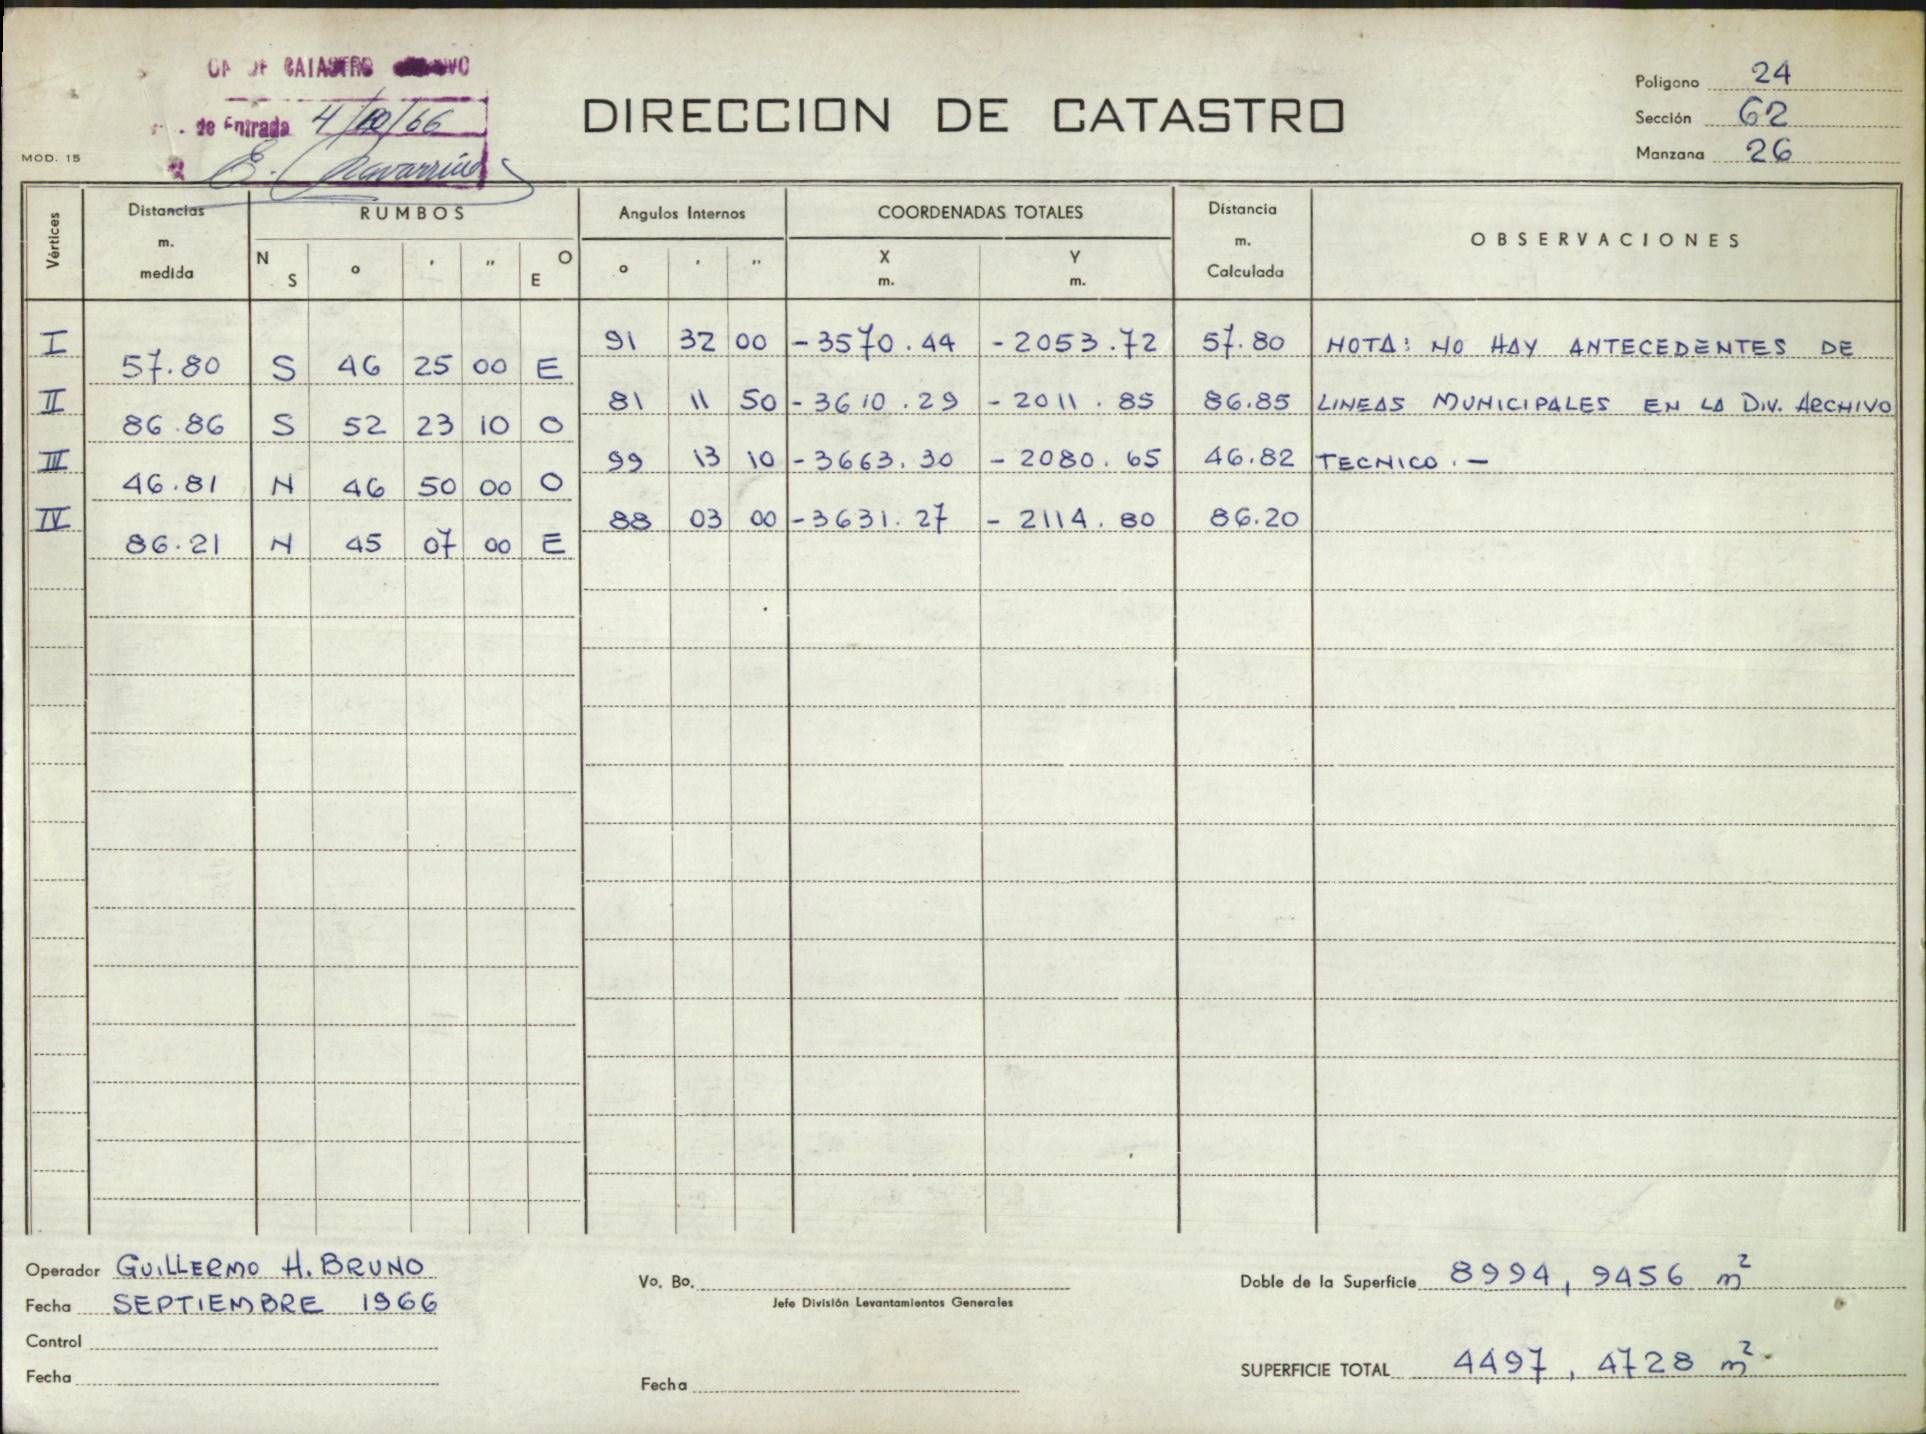 DE CATASTRO
de Entrada 4/10/66
DIRECCION DE CATASTRO
Poligono 24
Sección 62
Manzana 26
MOD. 15
Vértices
Distancias m. medida
RUMBOS
N S ° ' " O E
Angulos Internos
° ' "
COORDENADAS TOTALES
X m. Y m.
Distancia m. Calculada
OBSERVACIONES
I 91 32 00 -3570.44 -2053.72 57.80 NOTA: NO HAY ANTECEDENTES DE
57.80 S 46 25 00 E
II 81 11 50 -3610.29 -2011.85 86.85 LINEAS MUNICIPALES EN LA DIV. ARCHIVO
86.86 S 52 23 10 O
III 99 13 10 -3663.30 -2080.65 46.82 TECNICO.-
46.81 N 46 50 00 O
IV 88 03 00 -3631.27 -2114.80 86.20
86.21 N 45 07 00 E
Operador GUILLERMO H. BRUNO
Fecha SEPTIEMBRE 1966
Control
Fecha
Vo. Bo.
Jefe División Levantamientos Generales
Fecha
Doble de la Superficie 8994,9456 m²
SUPERFICIE TOTAL 4497,4728 m²